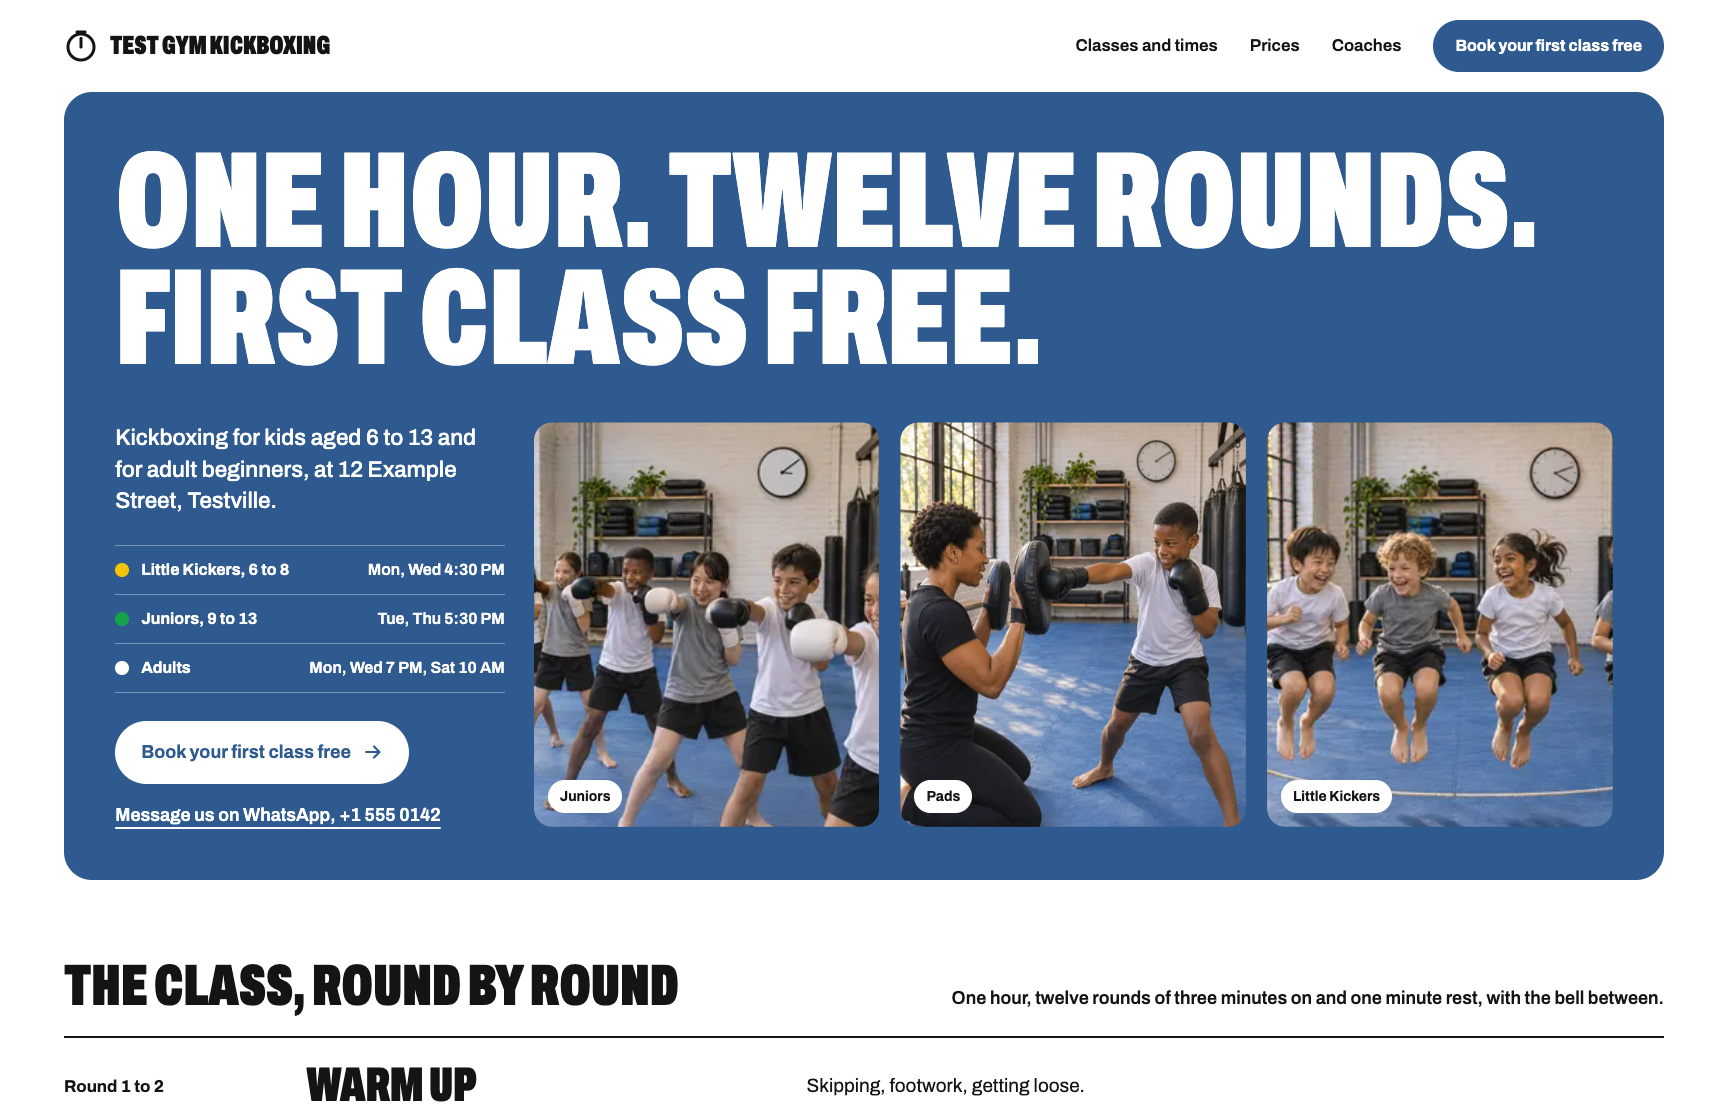 TEST GYM KICKBOXING
Classes and times
Prices
Coaches
Book your first class free
ONE HOUR. TWELVE ROUNDS.
FIRST CLASS FREE.
Kickboxing for kids aged 6 to 13 and
for adult beginners, at 12 Example
Street, Testville.
Little Kickers, 6 to 8 Mon, Wed 4:30 PM
Juniors, 9 to 13 Tue, Thu 5:30 PM
Adults Mon, Wed 7 PM, Sat 10 AM
Book your first class free →
Message us on WhatsApp, +1 555 0142
Juniors
Pads
Little Kickers
THE CLASS, ROUND BY ROUND
One hour, twelve rounds of three minutes on and one minute rest, with the bell between.
Round 1 to 2
WARM UP
Skipping, footwork, getting loose.